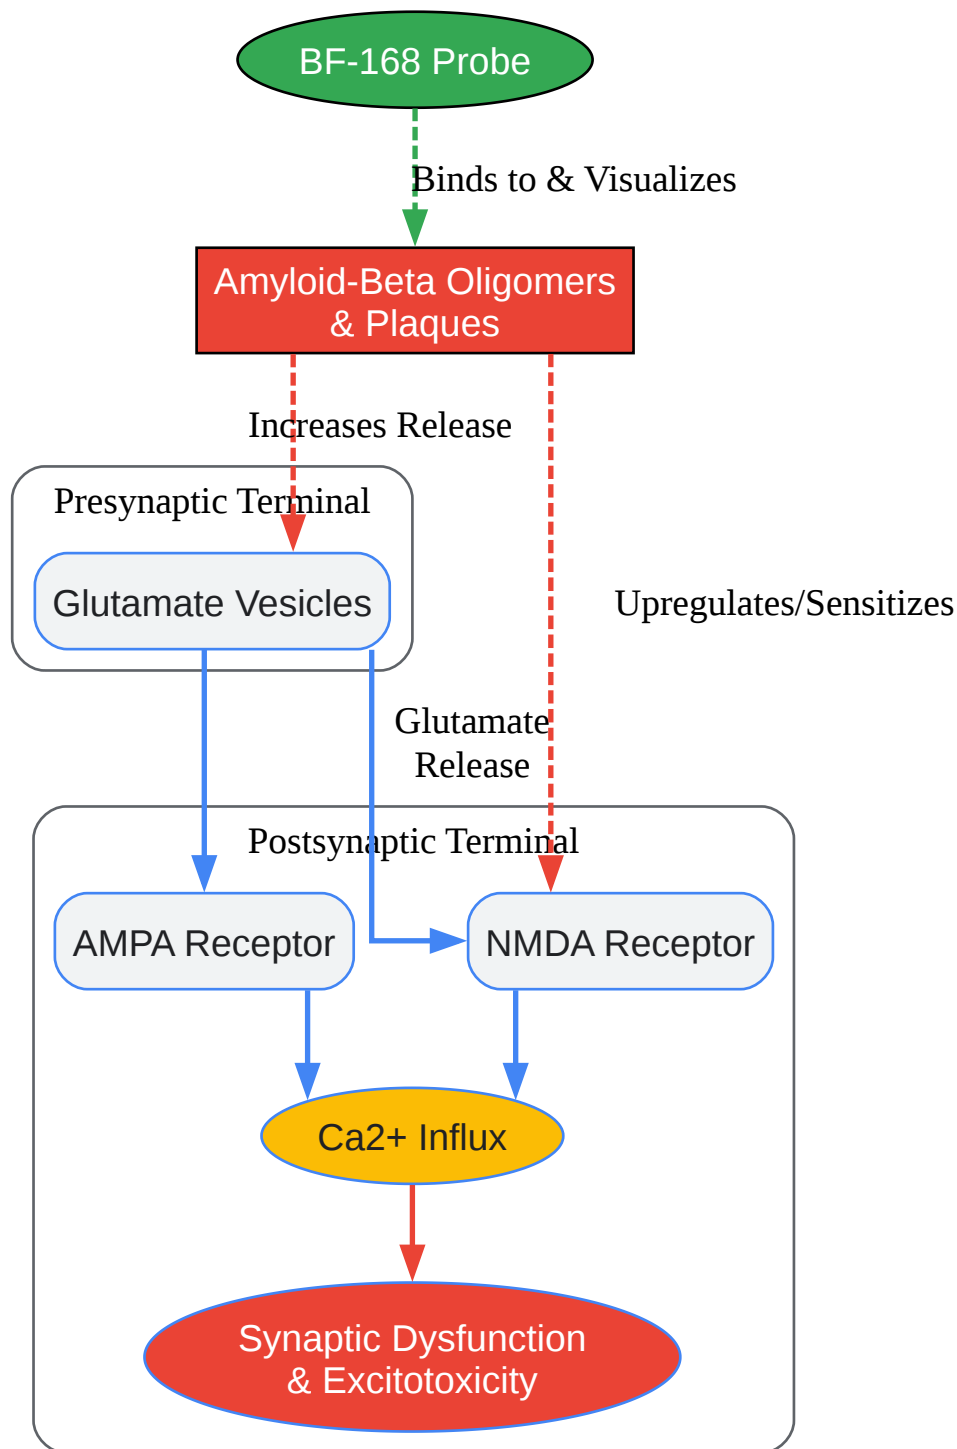 BF-168 Probe
Binds to & Visualizes
Amyloid-Beta Oligomers
& Plaques
Increases Release
Presynaptic Terminal
Glutamate Vesicles
Upregulates/Sensitizes
Glutamate
Release
Postsynaptic Terminal
AMPA Receptor
NMDA Receptor
Ca2+ Influx
Synaptic Dysfunction
& Excitotoxicity